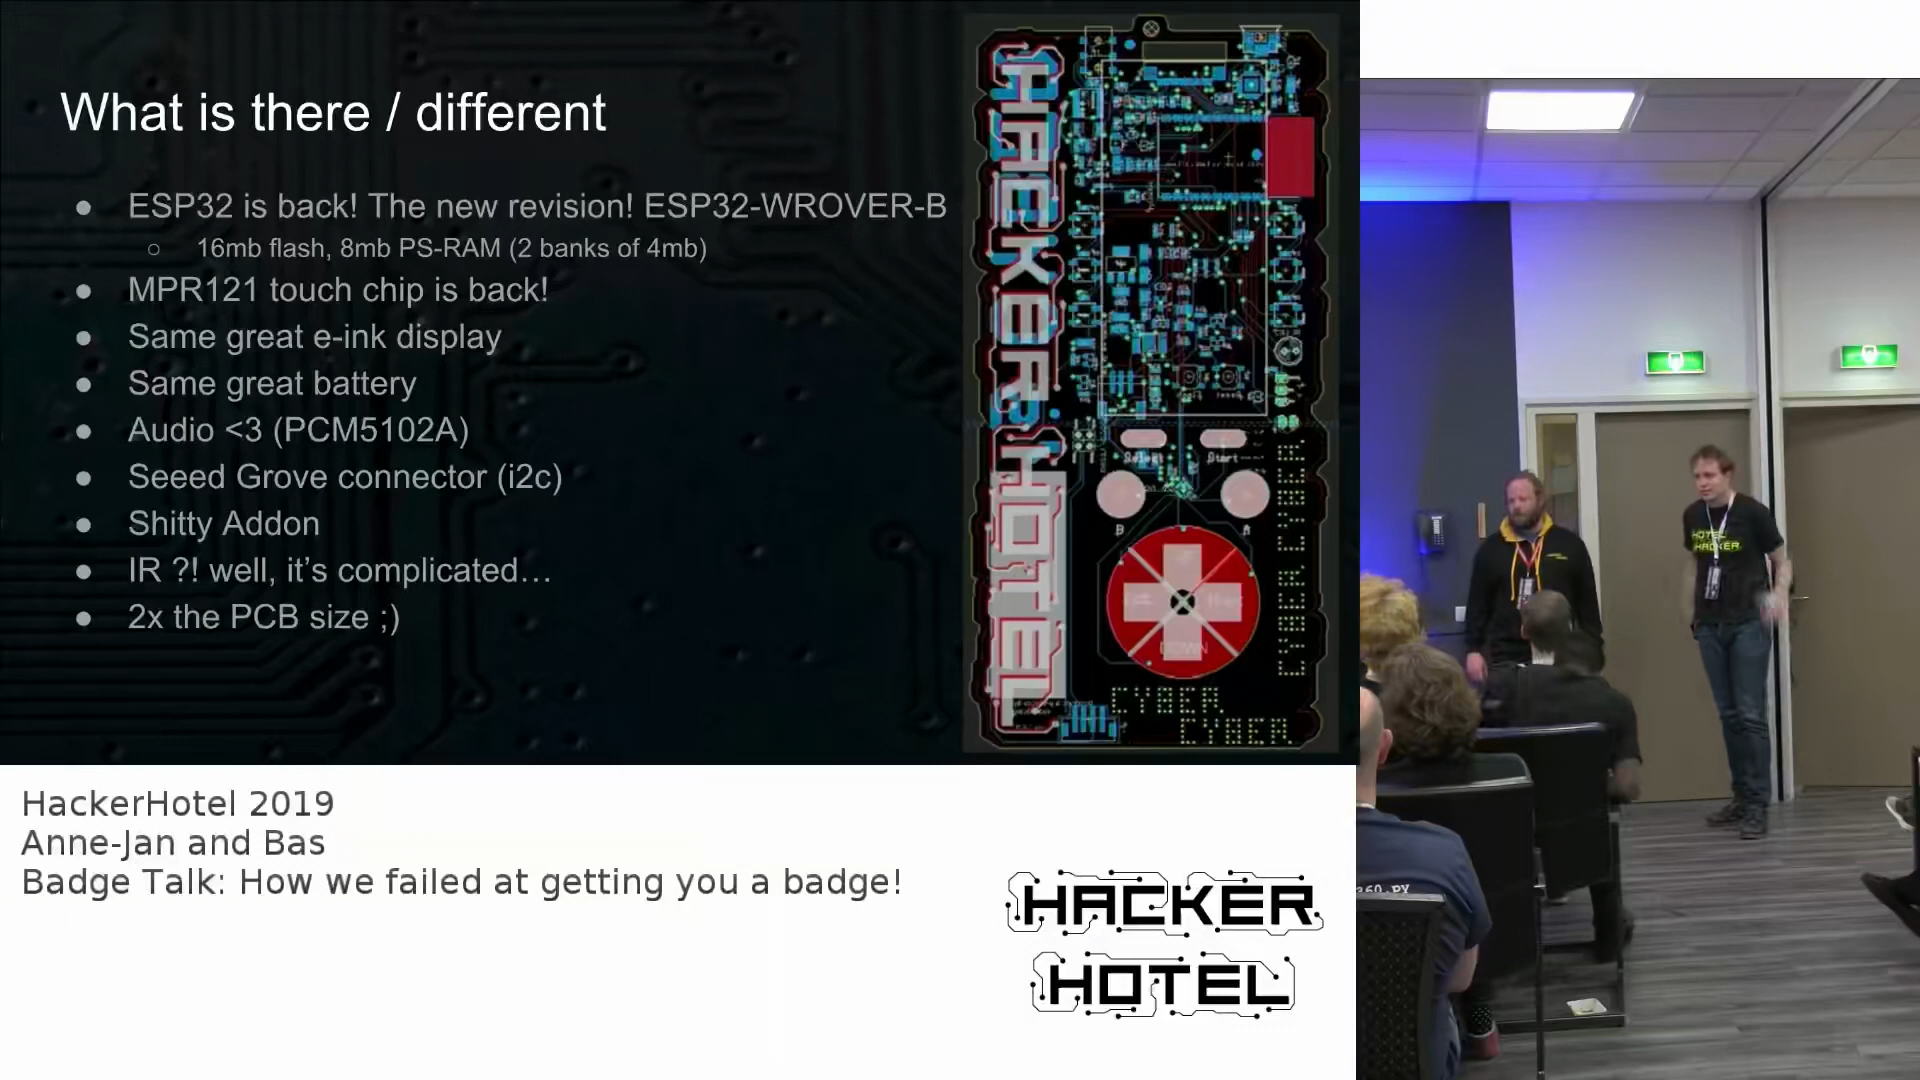 What is there / different
● ESP32 is back! The new revision! ESP32-WROVER-B
○ 16mb flash, 8mb PS-RAM (2 banks of 4mb)
● MPR121 touch chip is back!
● Same great e-ink display
● Same great battery
● Audio <3 (PCM5102A)
● Seeed Grove connector (i2c)
● Shitty Addon
● IR ?! well, it’s complicated…
● 2x the PCB size ;)
HACKER HOTEL
Select
Start
B
A
DOWN
CYBER CYBER
CYBER
CYBER
HOTEL
HACKER
HackerHotel 2019
Anne-Jan and Bas
Badge Talk: How we failed at getting you a badge!
HACKER
HOTEL